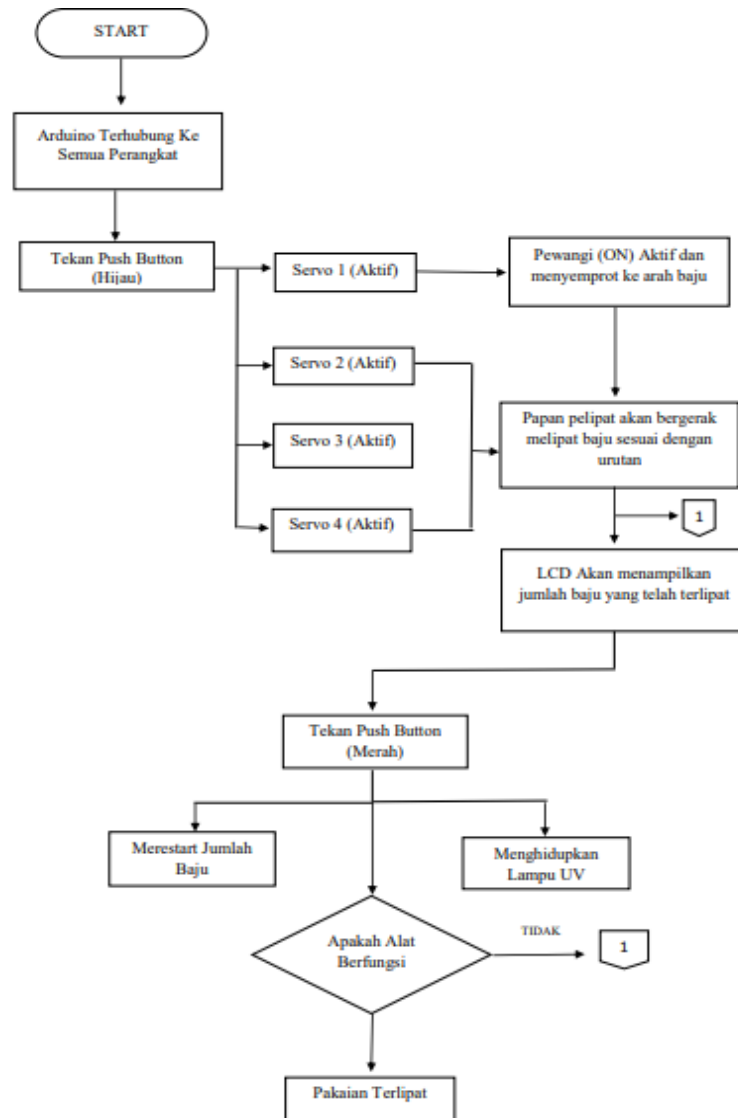 START
Arduino Terhubung Ke
Semua Perangkat
Tekan Push Button
(Hijau)
Servo 1 (Aktif)
Pewangi (ON) Aktif dan
menyemprot ke arah baju
Servo 2 (Aktif)
Servo 3 (Aktif)
Servo 4 (Aktif)
Papan pelipat akan bergerak
melipat baju sesuai dengan
urutan
1
LCD Akan menampilkan
jumlah baju yang telah terlipat
Tekan Push Button
(Merah)
Merestart Jumlah
Baju
Menghidupkan
Lampu UV
Apakah Alat
Berfungsi
TIDAK
1
Pakaian Terlipat